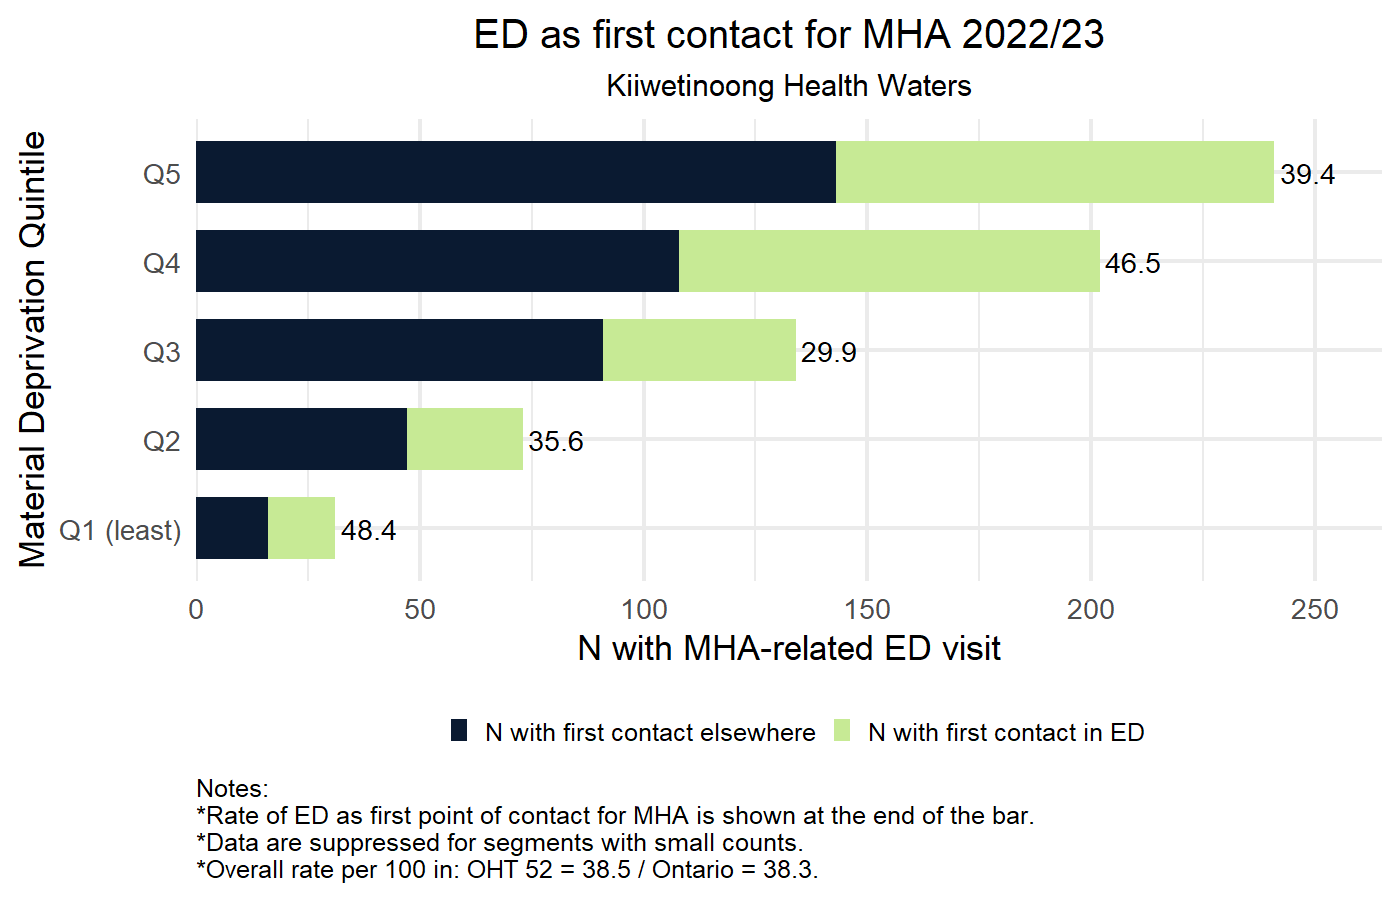 ED as first contact for MHA 2022/23
Kiiwetinoong Health Waters
Material Deprivation Quintile
Q5
39.4
Q4
46.5
Q3
29.9
Q2
35.6
Q1 (least)
48.4
0
50
100
150
200
250
N with MHA-related ED visit
N with first contact elsewhere
N with first contact in ED
Notes:
*Rate of ED as first point of contact for MHA is shown at the end of the bar.
*Data are suppressed for segments with small counts.
*Overall rate per 100 in: OHT 52 = 38.5 / Ontario = 38.3.